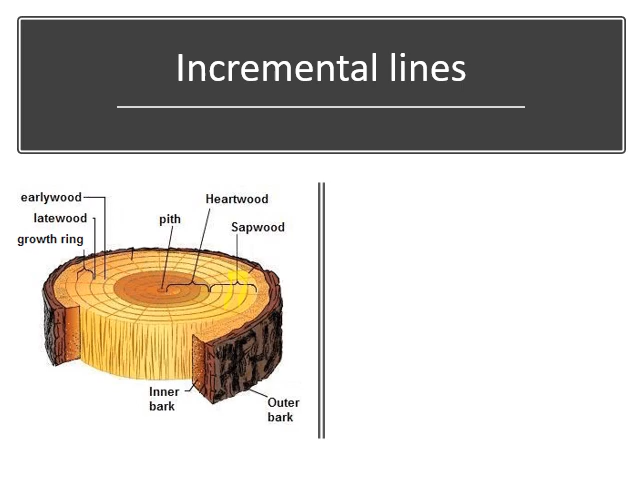 Incremental lines
earlywood
latewood
growth ring
pith
Heartwood
Sapwood
Inner
bark
Outer
bark